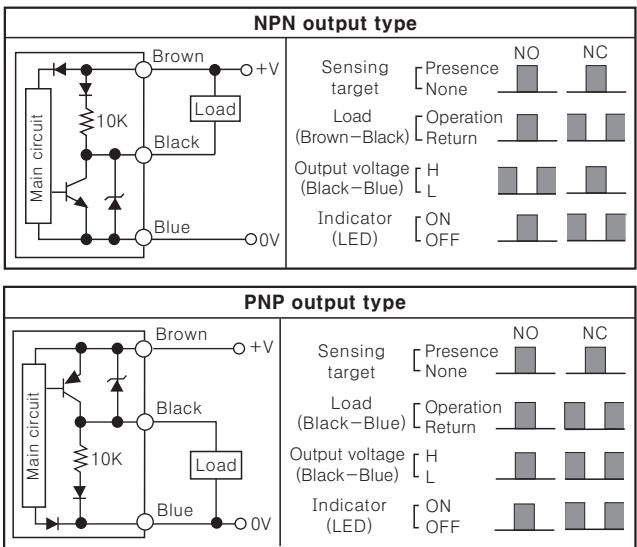 NPN output type
Brown
+V
10K
Load
Main circuit
Black
Blue
0V
NO NC
Sensing target Presence None
Load (Brown−Black) Operation Return
Output voltage (Black−Blue) H L
Indicator (LED) ON OFF
PNP output type
Brown
+V
Black
Main circuit
10K
Load
Blue
0V
NO NC
Sensing target Presence None
Load (Black−Blue) Operation Return
Output voltage (Black−Blue) H L
Indicator (LED) ON OFF